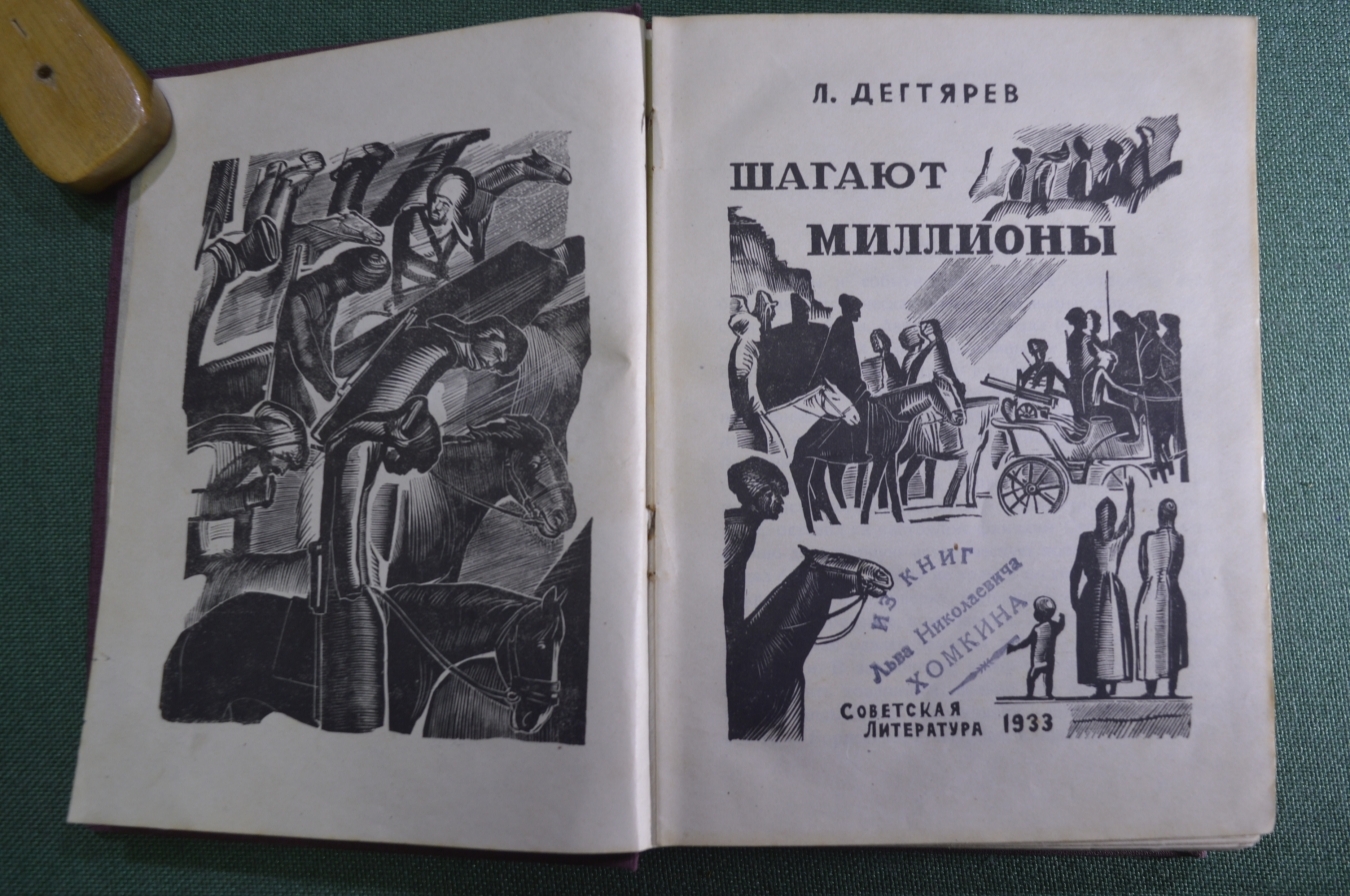 Л. ДЕГТЯРЕВ
ШАГАЮТ
МИЛЛИОНЫ
ИЗ КНИГ
Льва Николаевича
ХОМКИНА
СОВЕТСКАЯ
ЛИТЕРАТУРА 1933